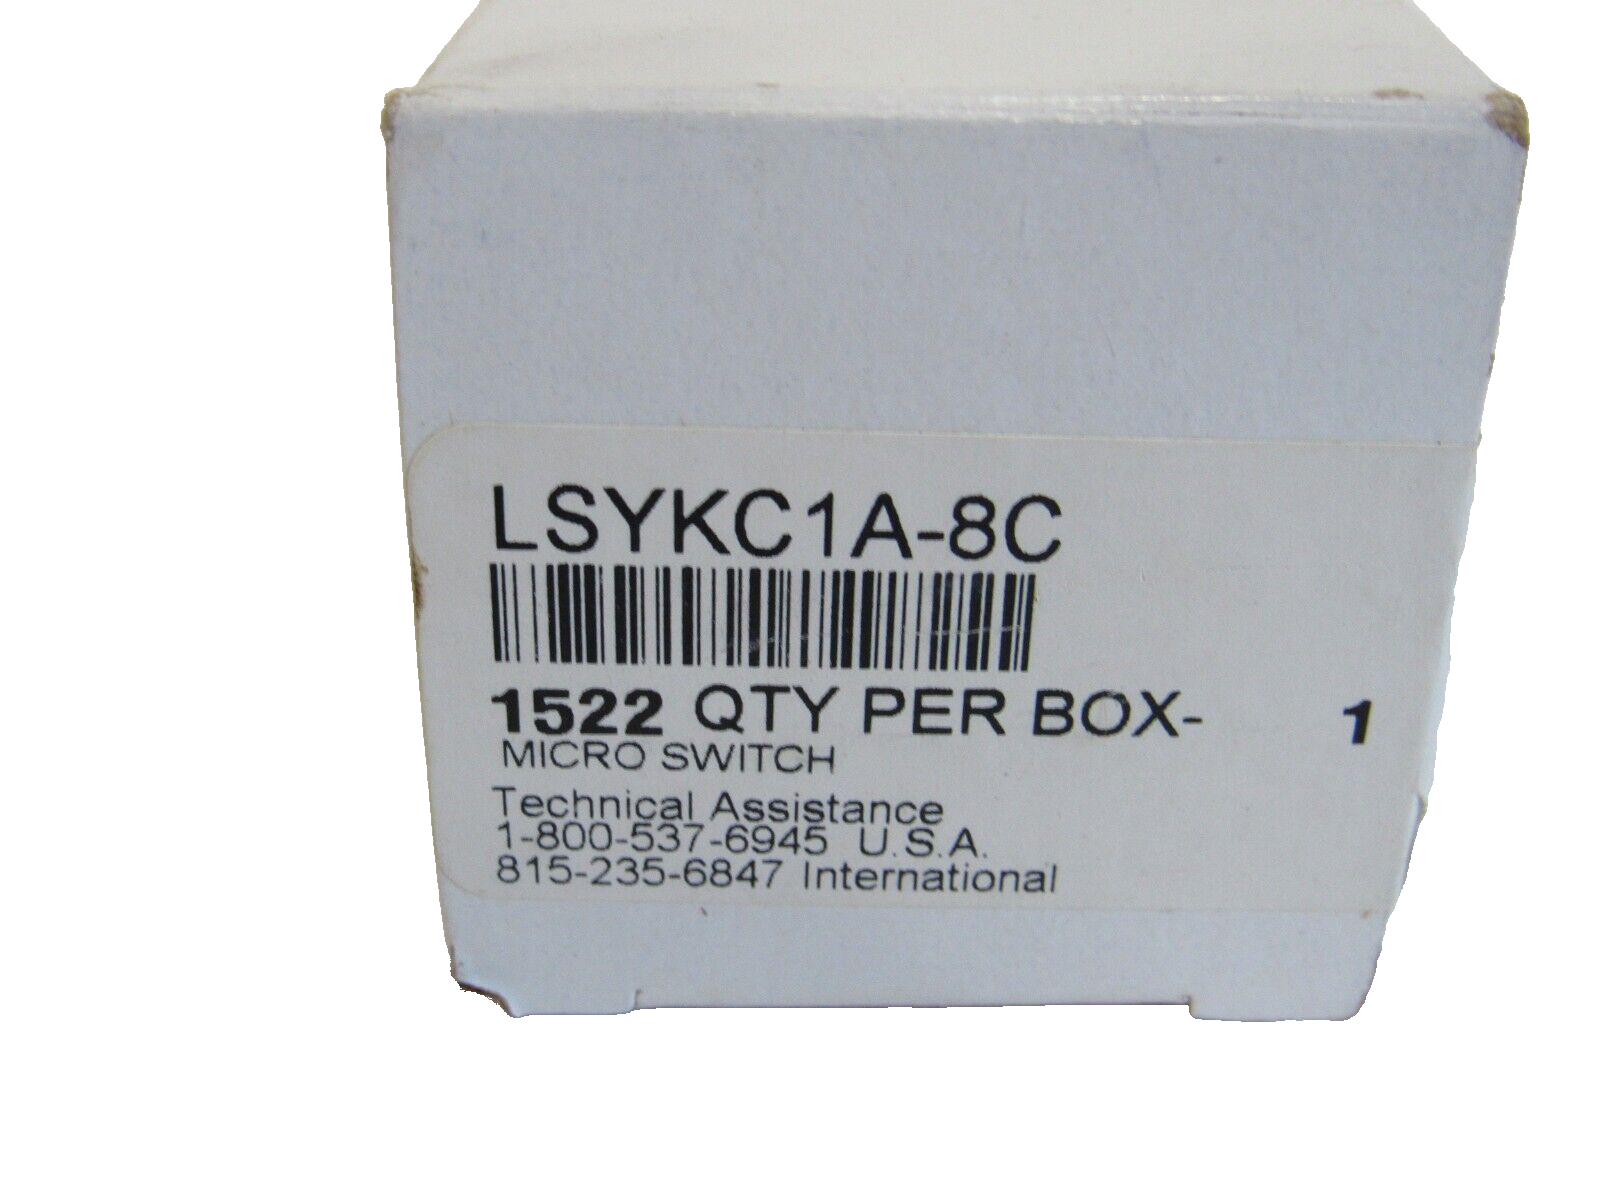 LSYKC1A-8C
1522 QTY PER BOX- 1
MICRO SWITCH
Technical Assistance
1-800-537-6945 U.S.A.
815-235-6847 International